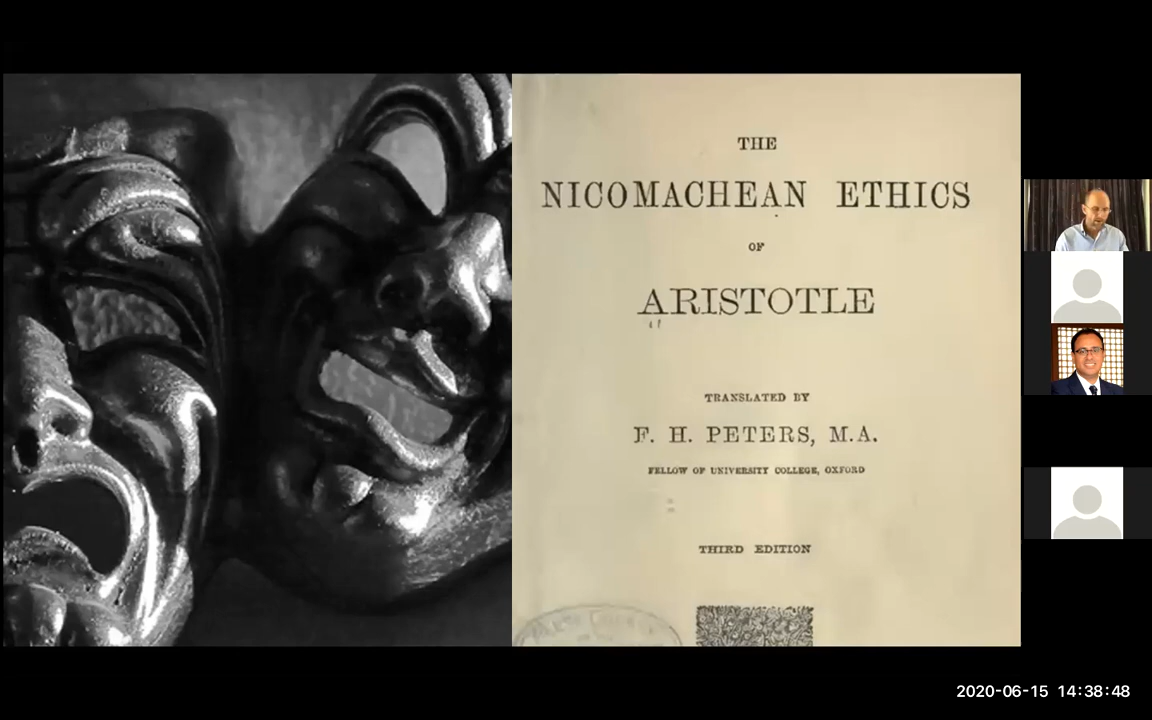 THE
NICOMACHEAN ETHICS
OF
ARISTOTLE
TRANSLATED BY
F. H. PETERS, M.A.
FELLOW OF UNIVERSITY COLLEGE, OXFORD
THIRD EDITION
2020-06-15 14:38:48